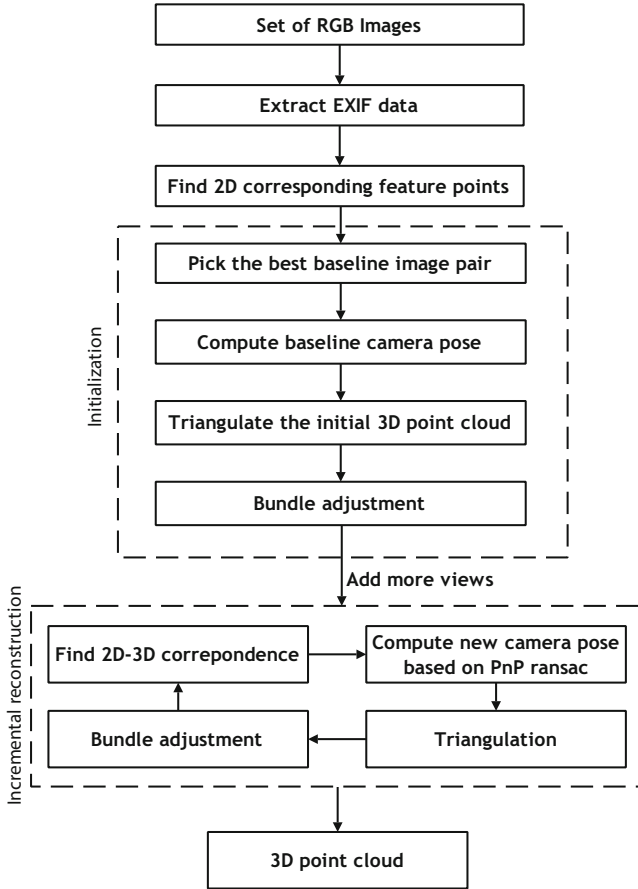 Set of RGB Images
Extract EXIF data
Find 2D corresponding feature points
Initialization
Pick the best baseline image pair
Compute baseline camera pose
Triangulate the initial 3D point cloud
Bundle adjustment
Add more views
Incremental reconstruction
Find 2D-3D correpondence
Compute new camera pose
based on PnP ransac
Bundle adjustment
Triangulation
3D point cloud